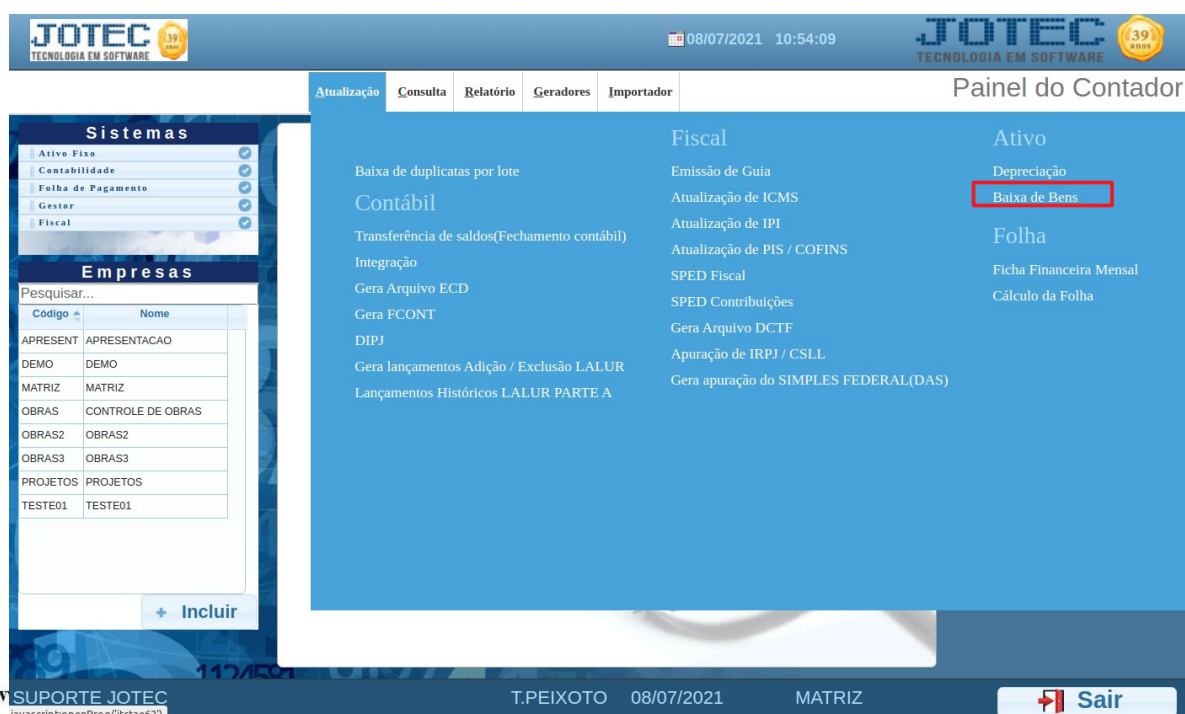 JOTEC 39 anos
TECNOLOGIA EM SOFTWARE
08/07/2021 10:54:09
JOTEC 39 anos
TECNOLOGIA EM SOFTWARE
Atualização Consulta Relatório Geradores Importador
Painel do Contador
Sistemas
Ativo Fixo
Contabilidade
Folha de Pagamento
Gestor
Fiscal
Empresas
Pesquisar...
Código Nome
APRESENT APRESENTACAO
DEMO DEMO
MATRIZ MATRIZ
OBRAS CONTROLE DE OBRAS
OBRAS2 OBRAS2
OBRAS3 OBRAS3
PROJETOS PROJETOS
TESTE01 TESTE01
+ Incluir
Baixa de duplicatas por lote
Contábil
Transferência de saldos(Fechamento contábil)
Integração
Gera Arquivo ECD
Gera FCONT
DIPJ
Gera lançamentos Adição / Exclusão LALUR
Lançamentos Históricos LALUR PARTE A
Fiscal
Emissão de Guia
Atualização de ICMS
Atualização de IPI
Atualização de PIS / COFINS
SPED Fiscal
SPED Contribuições
Gera Arquivo DCTF
Apuração de IRPJ / CSLL
Gera apuração do SIMPLES FEDERAL(DAS)
Ativo
Depreciação
Baixa de Bens
Folha
Ficha Financeira Mensal
Cálculo da Folha
SUPORTE JOTEC T.PEIXOTO 08/07/2021 MATRIZ Sair